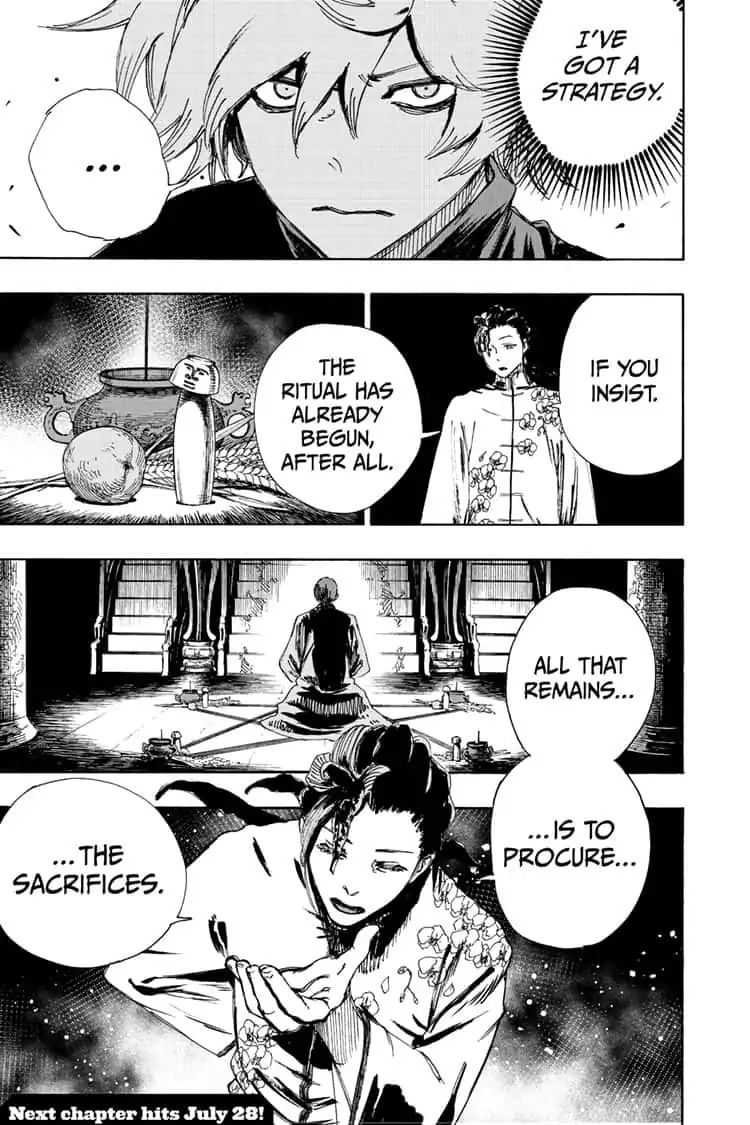 I'VE
GOT A
STRATEGY.
...
IF YOU
INSIST.
THE
RITUAL HAS
ALREADY
BEGUN,
AFTER ALL.
ALL THAT
REMAINS...
...IS TO
PROCURE...
...THE
SACRIFICES.
Next chapter hits July 28!